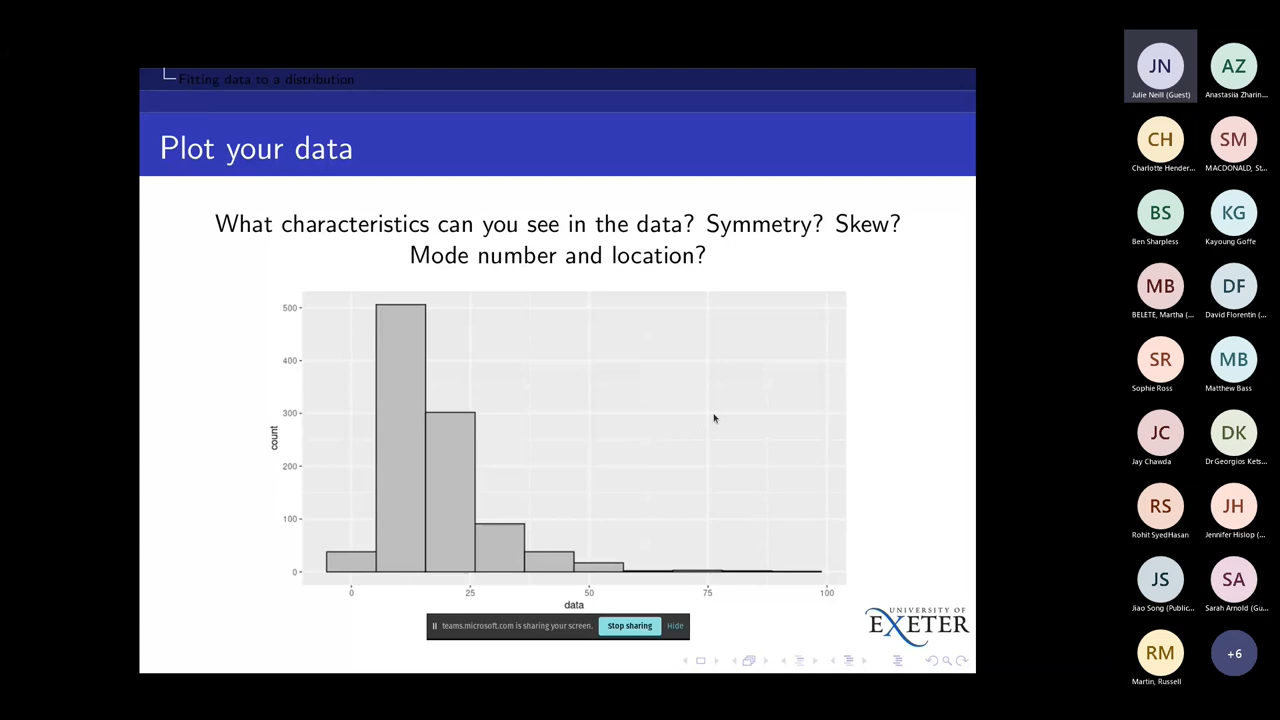 Fitting data to a distribution
Plot your data
What characteristics can you see in the data? Symmetry? Skew?
Mode number and location?
500
400
300
200
100
0
count
0 25 50 75 100
data
teams.microsoft.com is sharing your screen. Stop sharing Hide
UNIVERSITY OF
EXETER
JN AZ
Julie Neill (Guest) Anastasiia Zharin...
CH SM
Charlotte Hender... MACDONALD, St...
BS KG
Ben Sharpless Kayoung Goffe
MB DF
BELETE, Martha (... David Florentin (...
SR MB
Sophie Ross Matthew Bass
JC DK
Jay Chawda DrGeorgios Kets...
RS JH
Rohit SyedHasan Jennifer Hislop (...
JS SA
Jiao Song (Public... Sarah Arnold (Gu...
RM +6
Martin, Russell